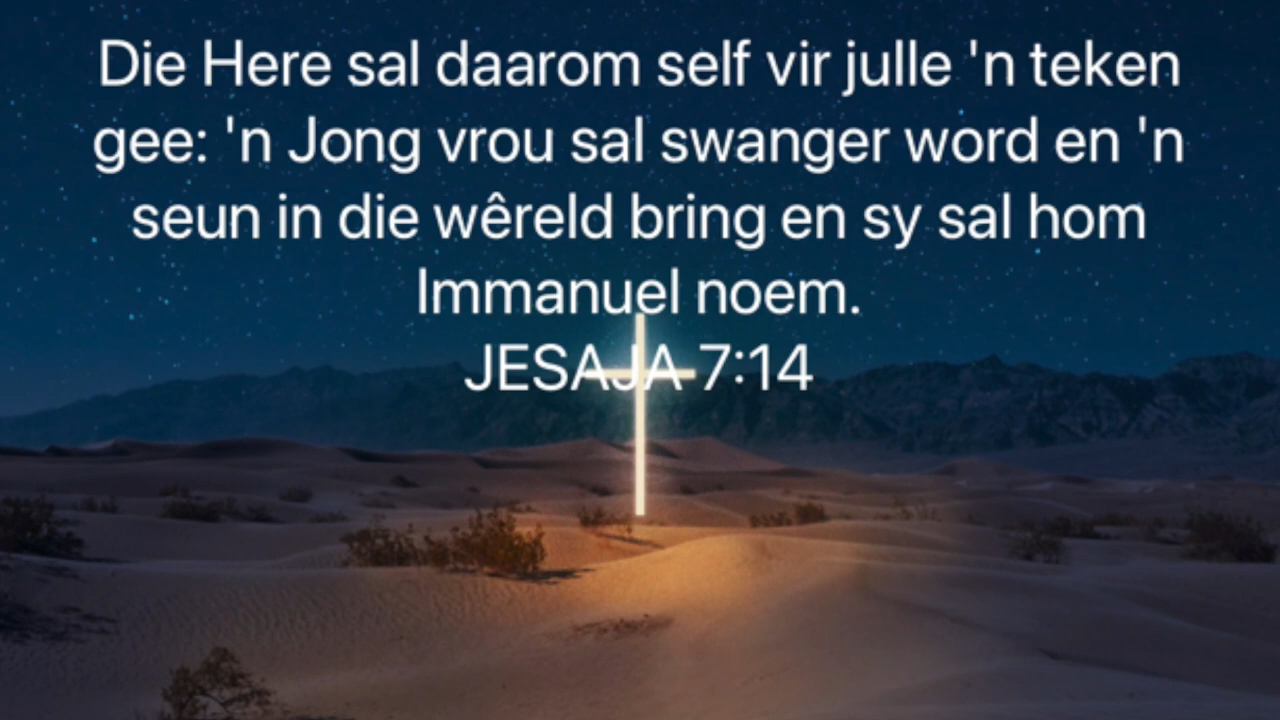 Die Here sal daarom self vir julle 'n teken
gee: 'n Jong vrou sal swanger word en 'n
seun in die wêreld bring en sy sal hom
Immanuel noem.
JESAJA 7:14